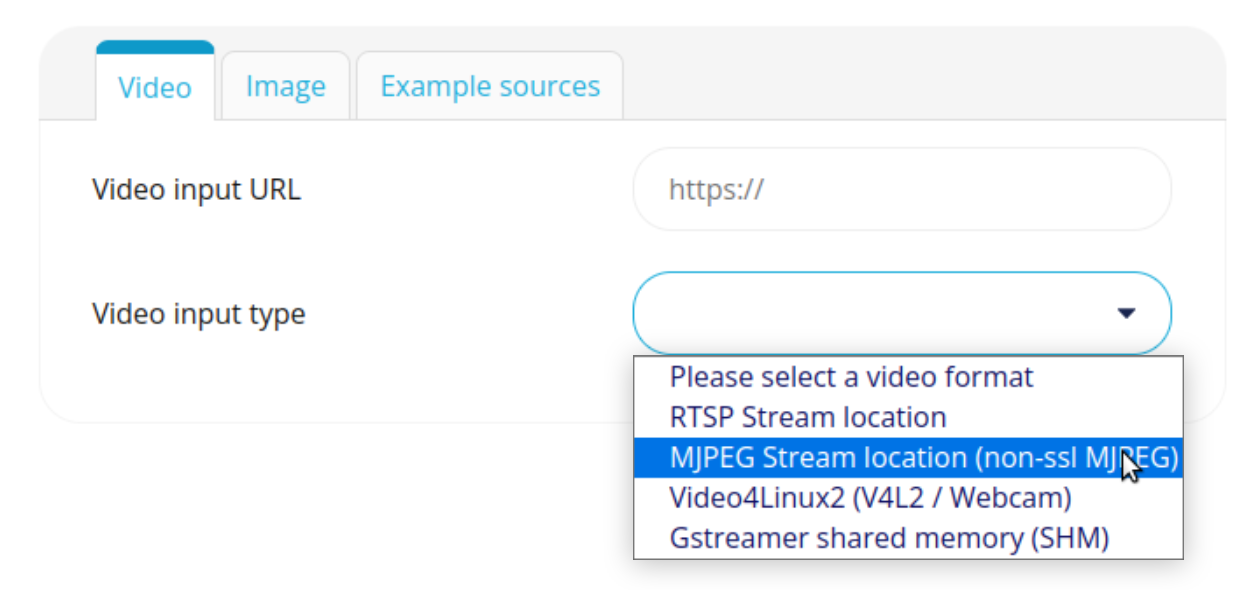 Video Image Example sources
Video input URL https://
Video input type
Please select a video format
RTSP Stream location
MJPEG Stream location (non-ssl MJPEG)
Video4Linux2 (V4L2 / Webcam)
Gstreamer shared memory (SHM)